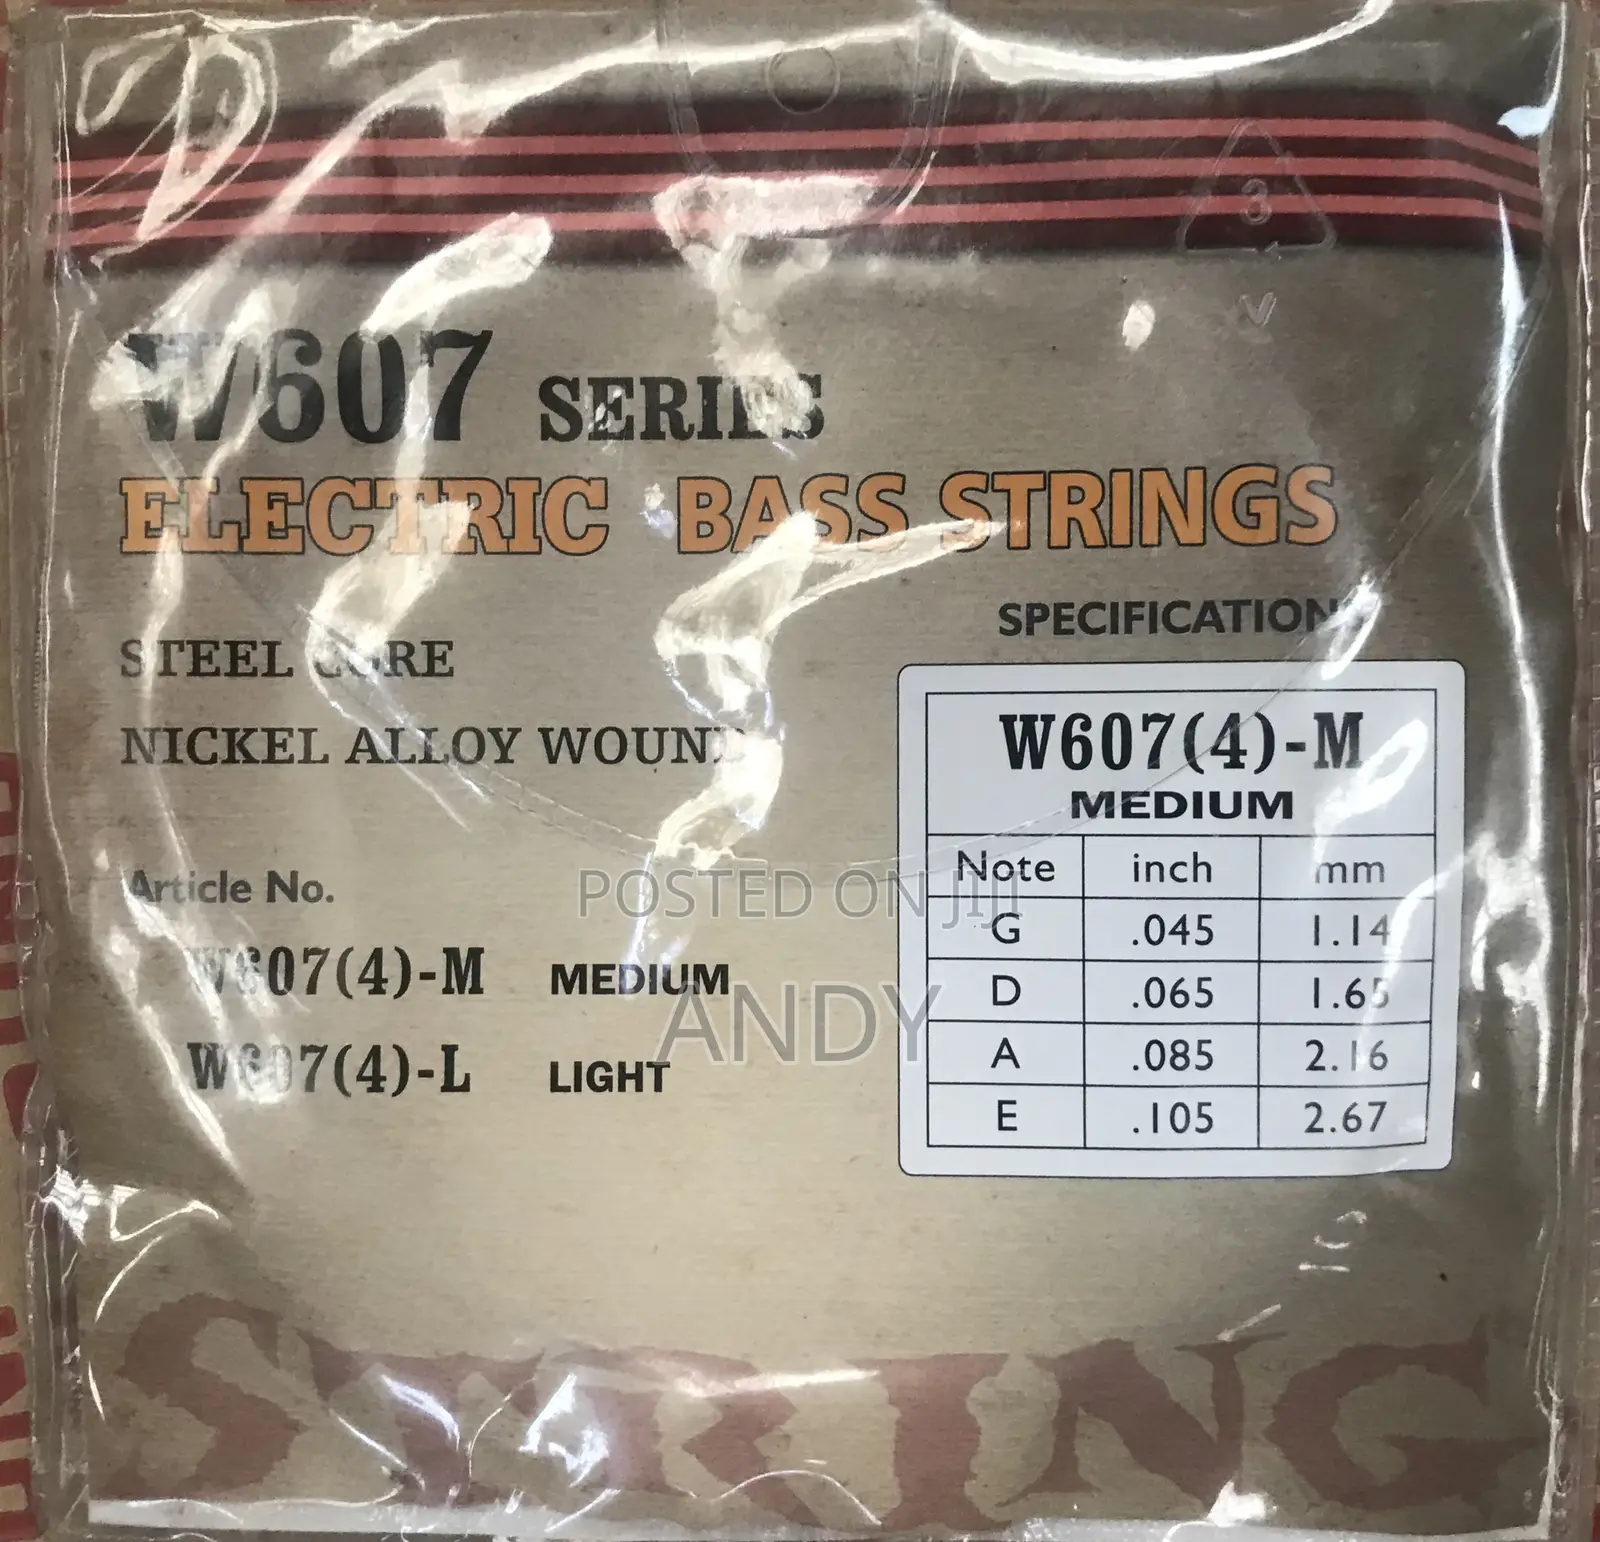 W607 SERIES
ELECTRIC BASS STRINGS
STEEL CORE
NICKEL ALLOY WOUND
Article No.
W607(4)-M MEDIUM
W607(4)-L LIGHT
SPECIFICATIONS
W607(4)-M
MEDIUM
Note inch mm
G .045 1.14
D .065 1.65
A .085 2.16
E .105 2.67
POSTED ON JIJI
ANDY
3
V
STRING